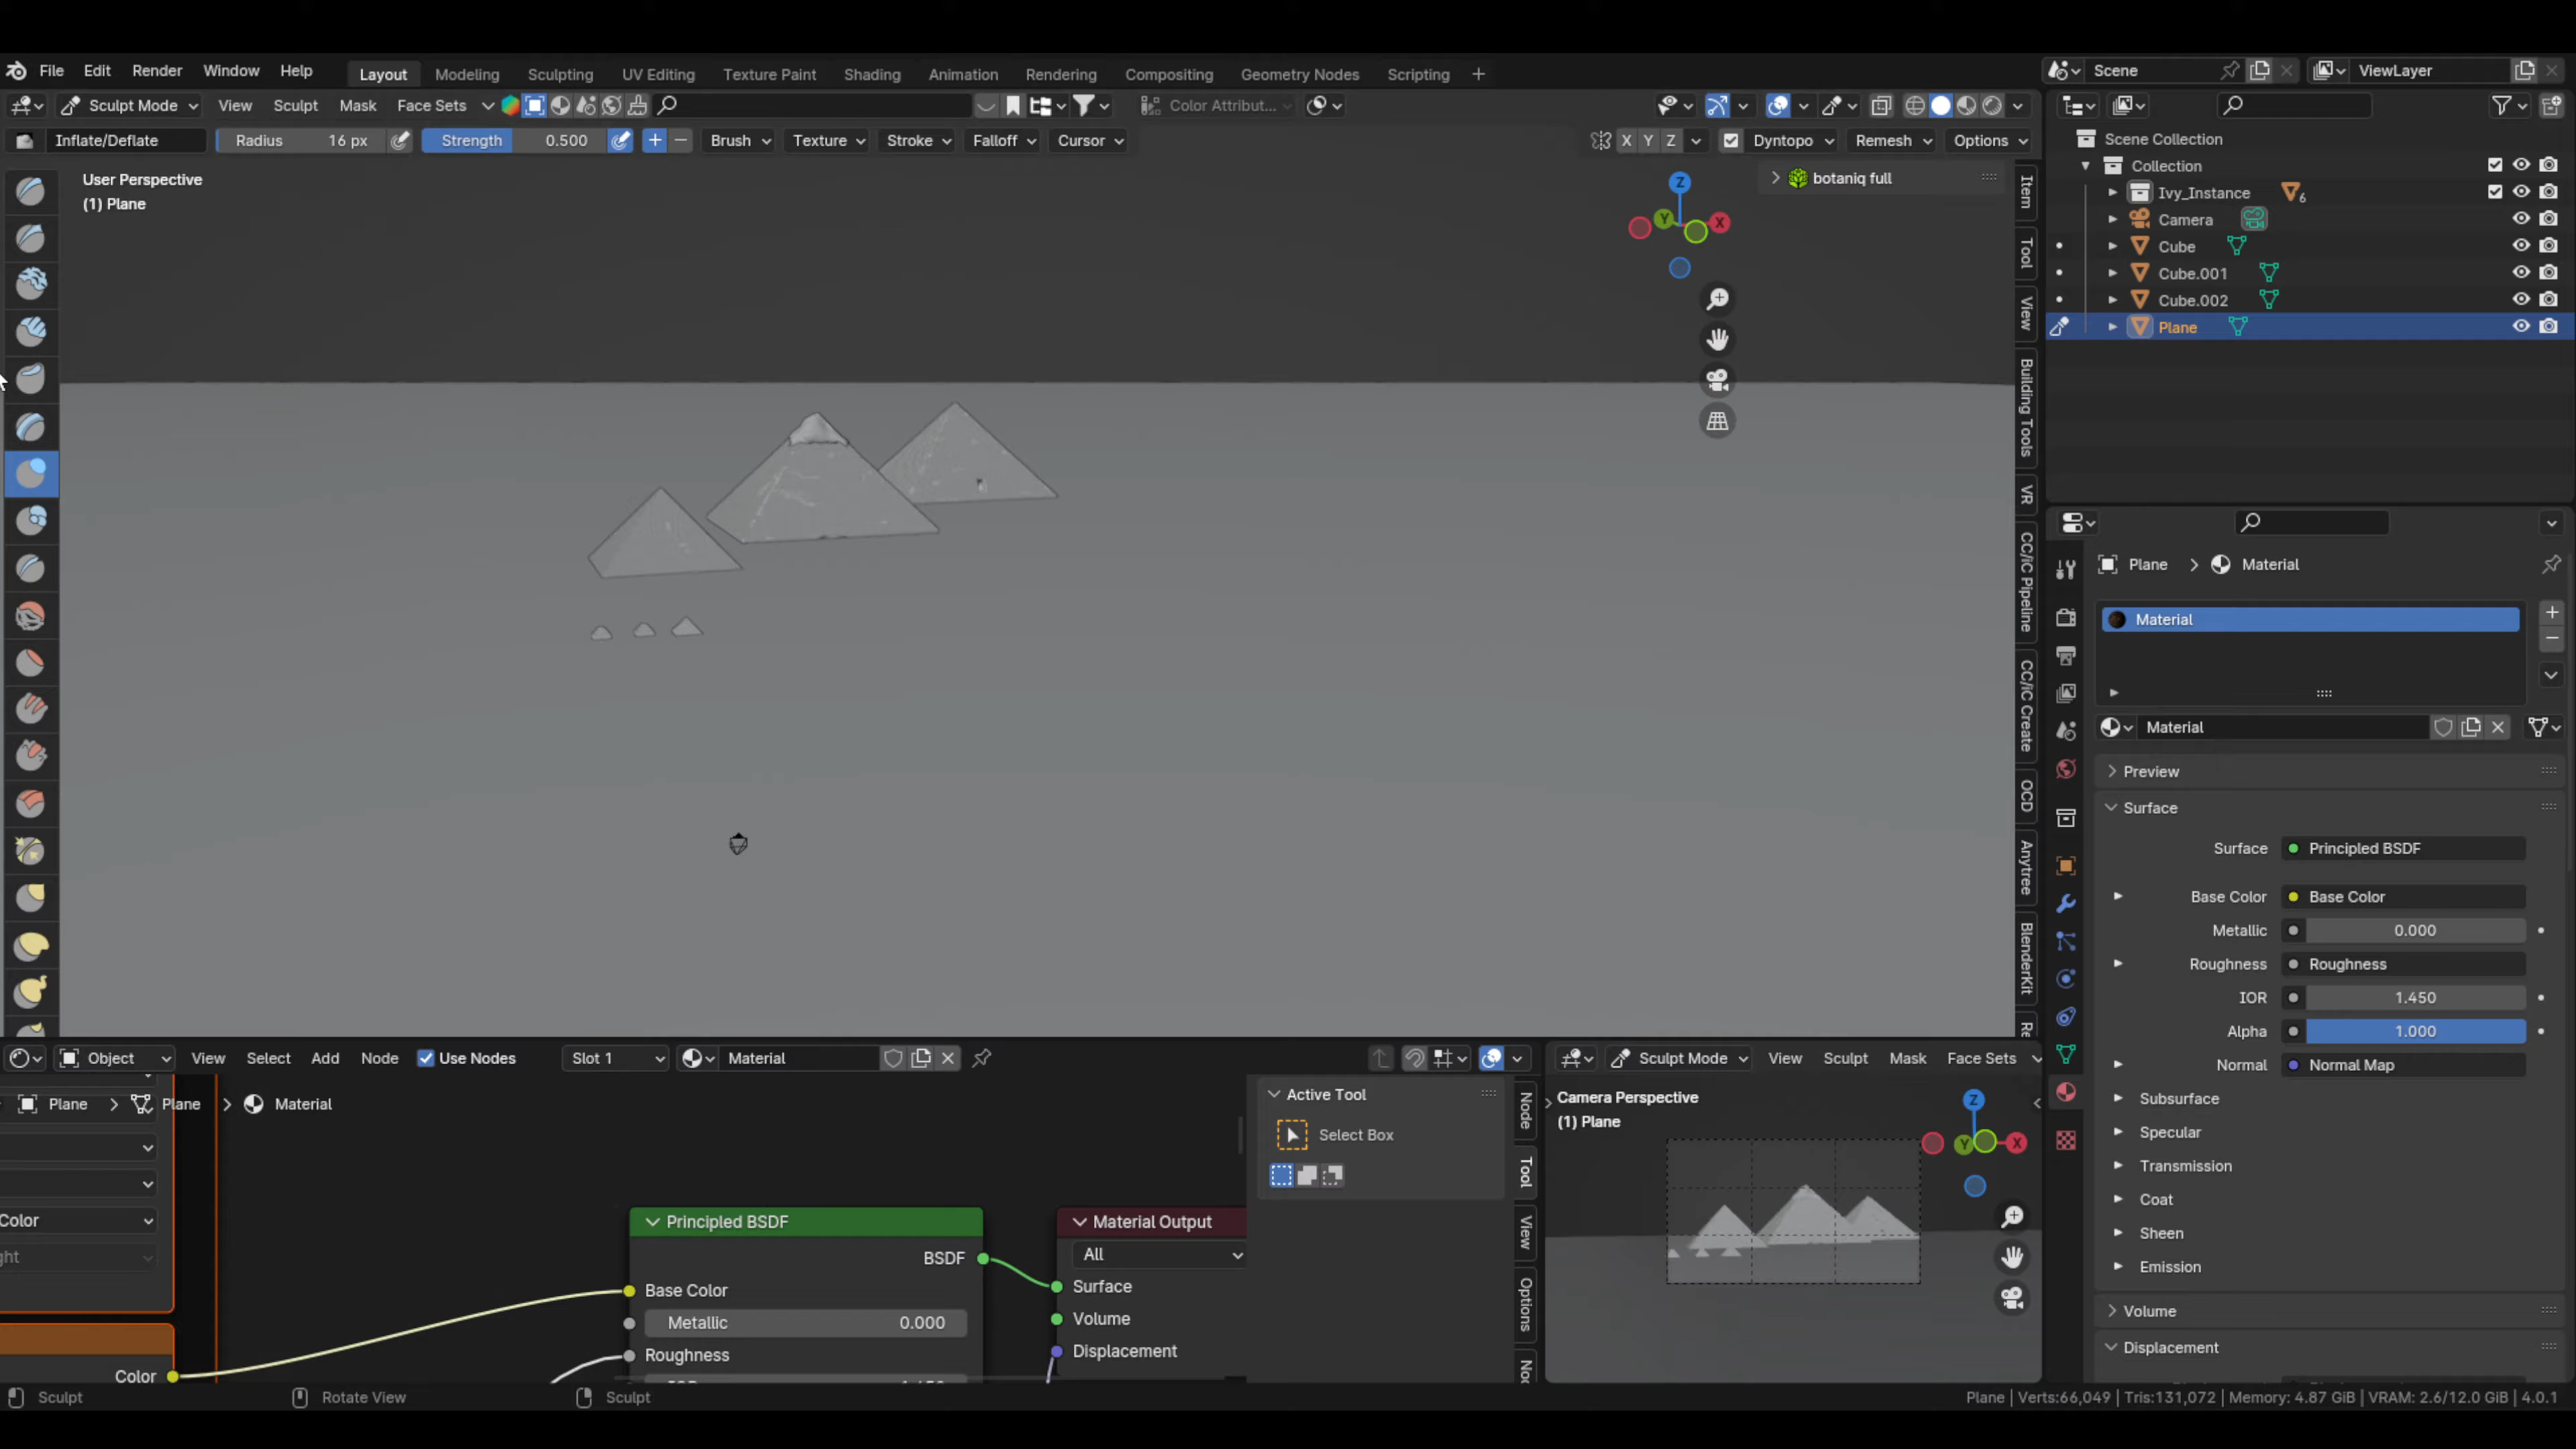 File Edit Render Window Help Layout Modeling Sculpting UV Editing Texture Paint Shading Animation Rendering Compositing Geometry Nodes Scripting + Scene ViewLayer
Sculpt Mode View Sculpt Mask Face Sets Color Attribut...
Inflate/Deflate Radius 16 px Strength 0.500 + − Brush Texture Stroke Falloff Cursor X Y Z Dyntopo Remesh Options
User Perspective
(1) Plane
botaniq full
Z
Y
X
Item
Tool
View
Building Tools
VR
CC/iC Pipeline
CC/iC Create
OCD
Anytree
BlenderKit
Re
Scene Collection
Collection
Ivy_Instance 6
Camera
Cube
Cube.001
Cube.002
Plane
Plane > Material
Material
Material
Preview
Surface
Surface Principled BSDF
Base Color Base Color
Metallic 0.000
Roughness Roughness
IOR 1.450
Alpha 1.000
Normal Normal Map
Subsurface
Specular
Transmission
Coat
Sheen
Emission
Volume
Displacement
Object View Select Add Node Use Nodes Slot 1 Material
Plane > Plane > Material
Color
ght
Color
Principled BSDF
BSDF
Base Color
Metallic 0.000
Roughness
Material Output
All
Surface
Volume
Displacement
Active Tool
Select Box
Node
Tool
View
Options
No
Sculpt Mode View Sculpt Mask Face Sets
Camera Perspective
(1) Plane
Z
Y
X
Sculpt Rotate View Sculpt
Plane | Verts:66,049 | Tris:131,072 | Memory: 4.87 GiB | VRAM: 2.6/12.0 GiB | 4.0.1